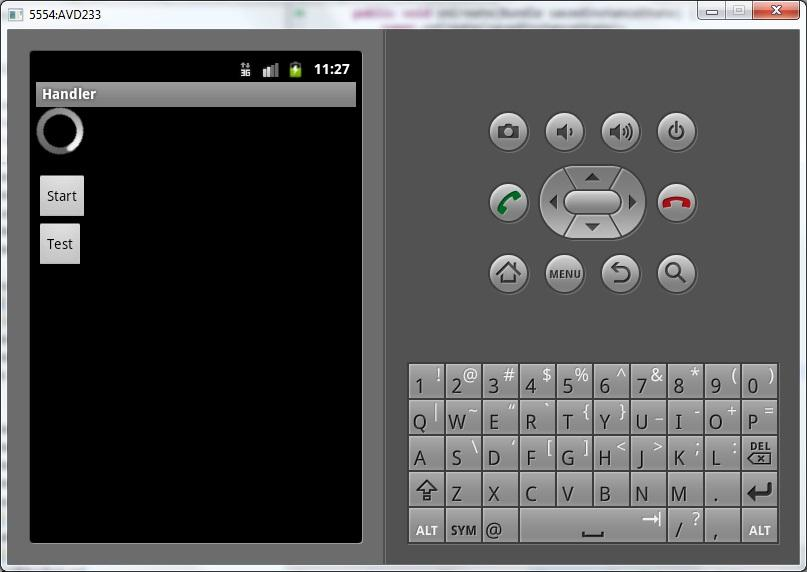 5554:AVD233
3G 11:27
Handler
Start
Test
MENU
1 ! 2 @ 3 # 4 $ 5 % 6 ^ 7 & 8 * 9 ( 0 )
Q | W ~ E “ R ` T { Y } U _ I - O + P =
A S \ D ‘ F [ G ] H < J > K ; L : DEL
Z X C V B N M .
ALT SYM @ / ? , ALT